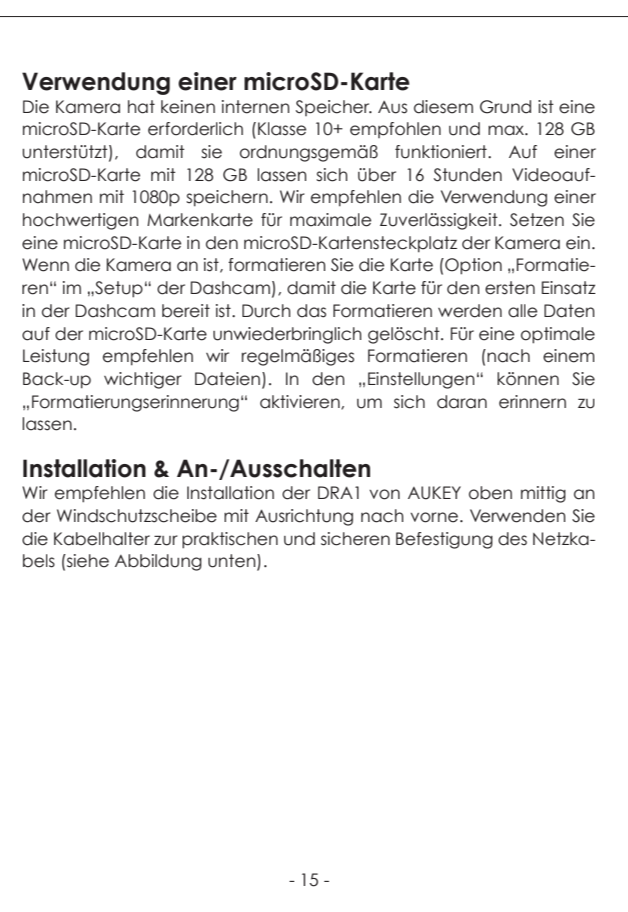 Verwendung einer microSD-Karte
Die Kamera hat keinen internen Speicher. Aus diesem Grund ist eine
microSD-Karte erforderlich (Klasse 10+ empfohlen und max. 128 GB
unterstützt), damit sie ordnungsgemäß funktioniert. Auf einer
microSD-Karte mit 128 GB lassen sich über 16 Stunden Videoauf-
nahmen mit 1080p speichern. Wir empfehlen die Verwendung einer
hochwertigen Markenkarte für maximale Zuverlässigkeit. Setzen Sie
eine microSD-Karte in den microSD-Kartensteckplatz der Kamera ein.
Wenn die Kamera an ist, formatieren Sie die Karte (Option „Formatie-
ren“ im „Setup“ der Dashcam), damit die Karte für den ersten Einsatz
in der Dashcam bereit ist. Durch das Formatieren werden alle Daten
auf der microSD-Karte unwiederbringlich gelöscht. Für eine optimale
Leistung empfehlen wir regelmäßiges Formatieren (nach einem
Back-up wichtiger Dateien). In den „Einstellungen“ können Sie
„Formatierungserinnerung“ aktivieren, um sich daran erinnern zu
lassen.
Installation & An-/Ausschalten
Wir empfehlen die Installation der DRA1 von AUKEY oben mittig an
der Windschutzscheibe mit Ausrichtung nach vorne. Verwenden Sie
die Kabelhalter zur praktischen und sicheren Befestigung des Netzka-
bels (siehe Abbildung unten).
- 15 -